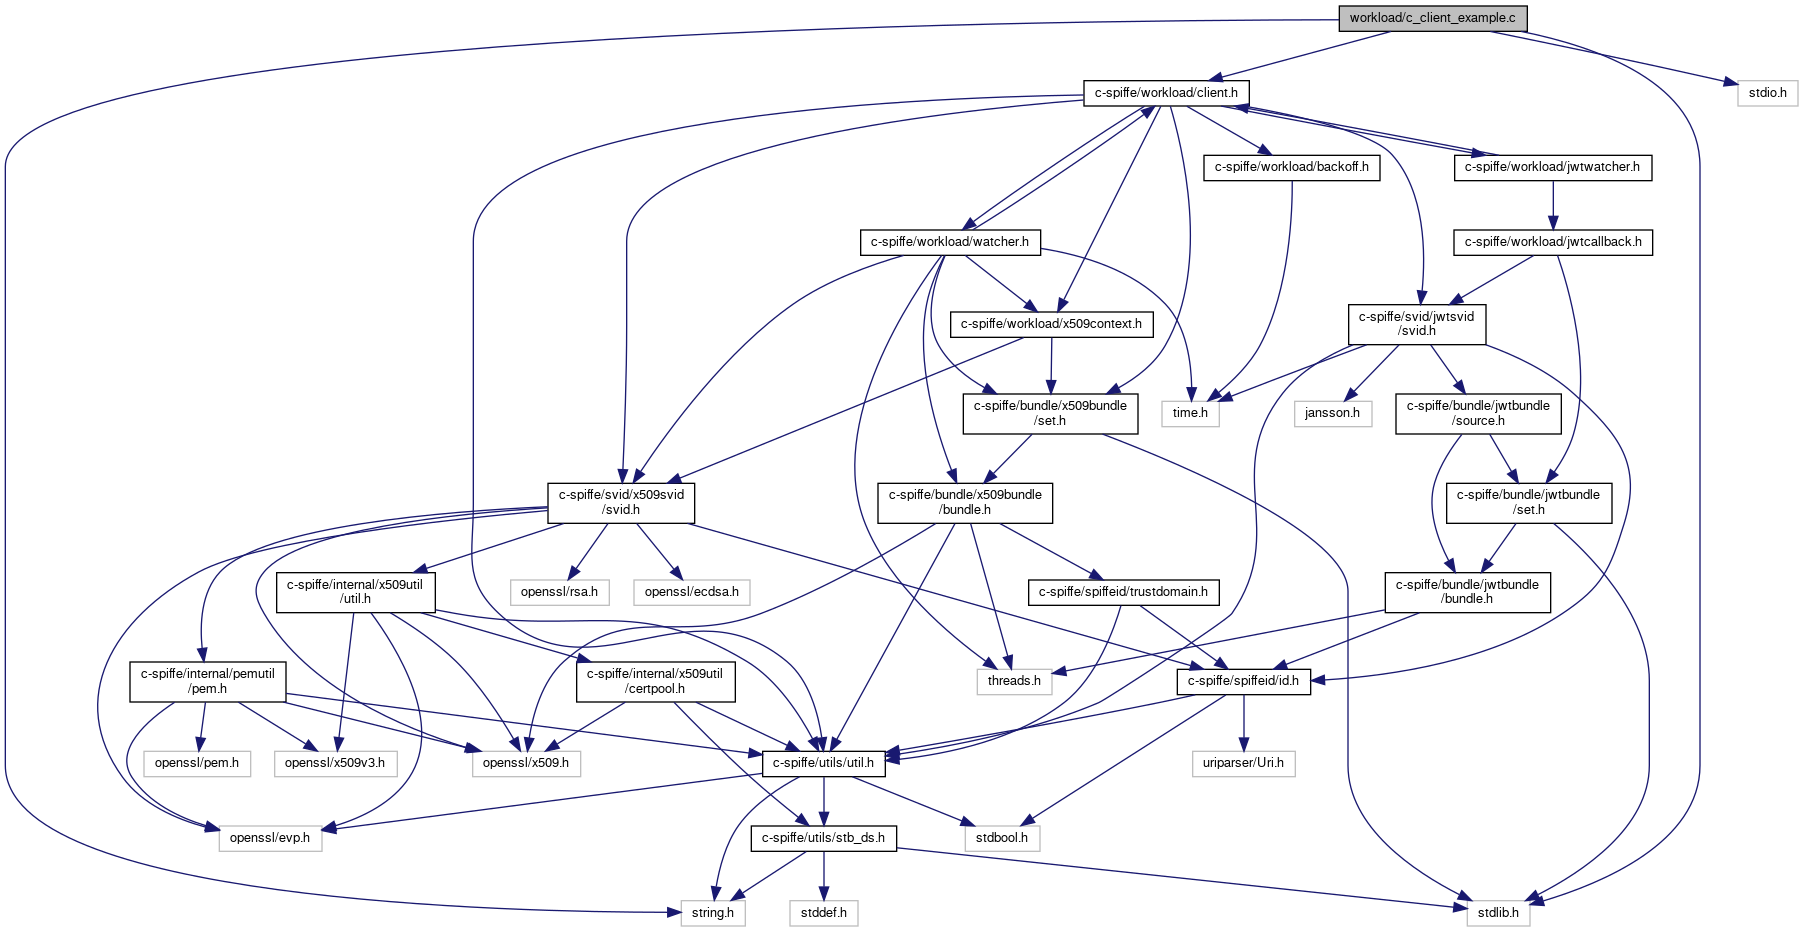 workload/c_client_example.c
c-spiffe/workload/client.h
stdio.h
c-spiffe/workload/backoff.h
c-spiffe/workload/jwtwatcher.h
c-spiffe/workload/watcher.h
c-spiffe/workload/jwtcallback.h
c-spiffe/workload/x509context.h
c-spiffe/svid/jwtsvid
/svid.h
c-spiffe/bundle/x509bundle
/set.h
time.h
jansson.h
c-spiffe/bundle/jwtbundle
/source.h
c-spiffe/svid/x509svid
/svid.h
c-spiffe/bundle/x509bundle
/bundle.h
c-spiffe/bundle/jwtbundle
/set.h
c-spiffe/internal/x509util
/util.h
openssl/rsa.h
openssl/ecdsa.h
c-spiffe/spiffeid/trustdomain.h
c-spiffe/bundle/jwtbundle
/bundle.h
c-spiffe/internal/pemutil
/pem.h
c-spiffe/internal/x509util
/certpool.h
threads.h
c-spiffe/spiffeid/id.h
openssl/pem.h
openssl/x509v3.h
openssl/x509.h
c-spiffe/utils/util.h
uriparser/Uri.h
openssl/evp.h
c-spiffe/utils/stb_ds.h
stdbool.h
string.h
stddef.h
stdlib.h